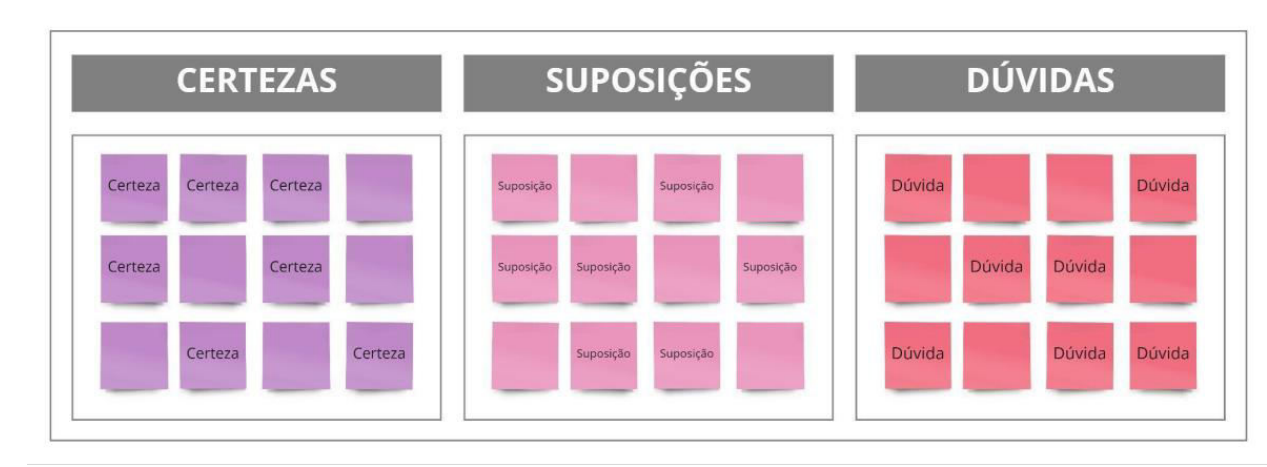 CERTEZAS
SUPOSIÇÕES
DÚVIDAS
Certeza Certeza Certeza
Certeza Certeza
Certeza Certeza
Suposição Suposição
Suposição Suposição Suposição
Suposição Suposição
Dúvida Dúvida
Dúvida Dúvida
Dúvida Dúvida Dúvida